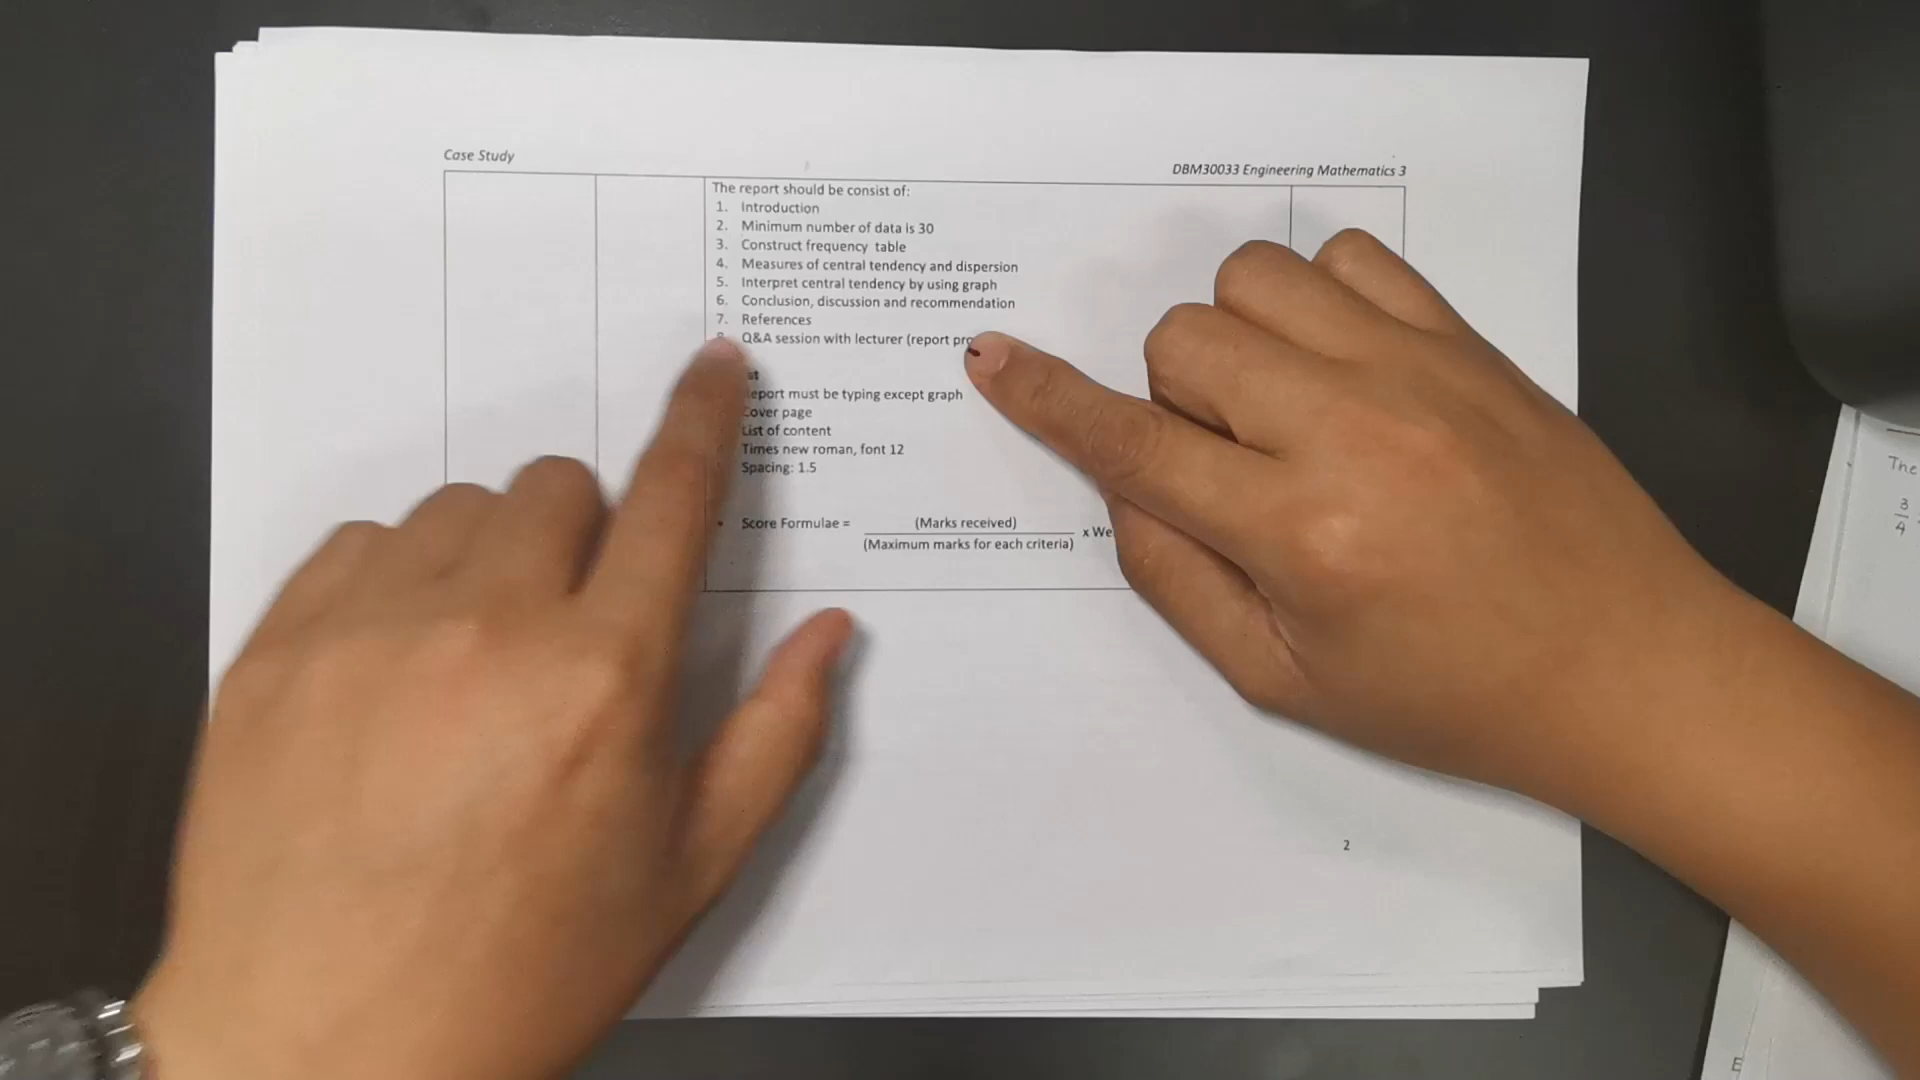 Case Study
DBM30033 Engineering Mathematics 3
The report should be consist of:
1. Introduction
2. Minimum number of data is 30
3. Construct frequency table
4. Measures of central tendency and dispersion
5. Interpret central tendency by using graph
6. Conclusion, discussion and recommendation
7. References
8. Q&A session with lecturer (report
must be typing except graph
Cover page
List of content
Times new roman, font 12
Spacing: 1.5
• Score Formulae =
(Marks received)
(Maximum marks for each criteria)
x
2
The
3
4
E